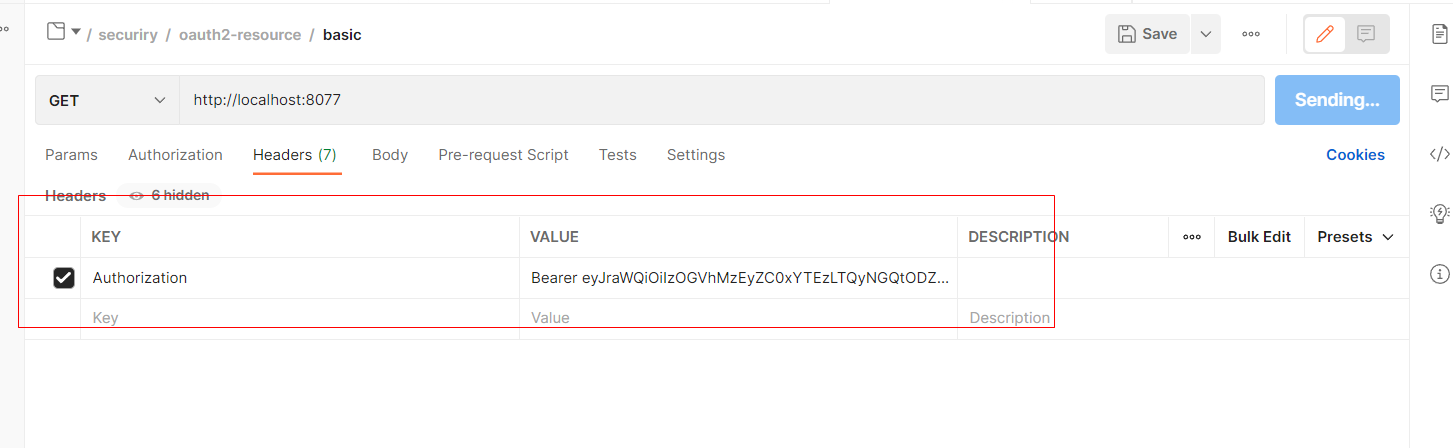 / securiry / oauth2-resource / basic
Save
GET
http://localhost:8077
Sending...
Params Authorization Headers (7) Body Pre-request Script Tests Settings Cookies
Headers 6 hidden
KEY VALUE DESCRIPTION Bulk Edit Presets
Authorization Bearer eyJraWQiOiIzOGVhMzEyZC0xYTEzLTQyNGQtODZ...
Key Value Description